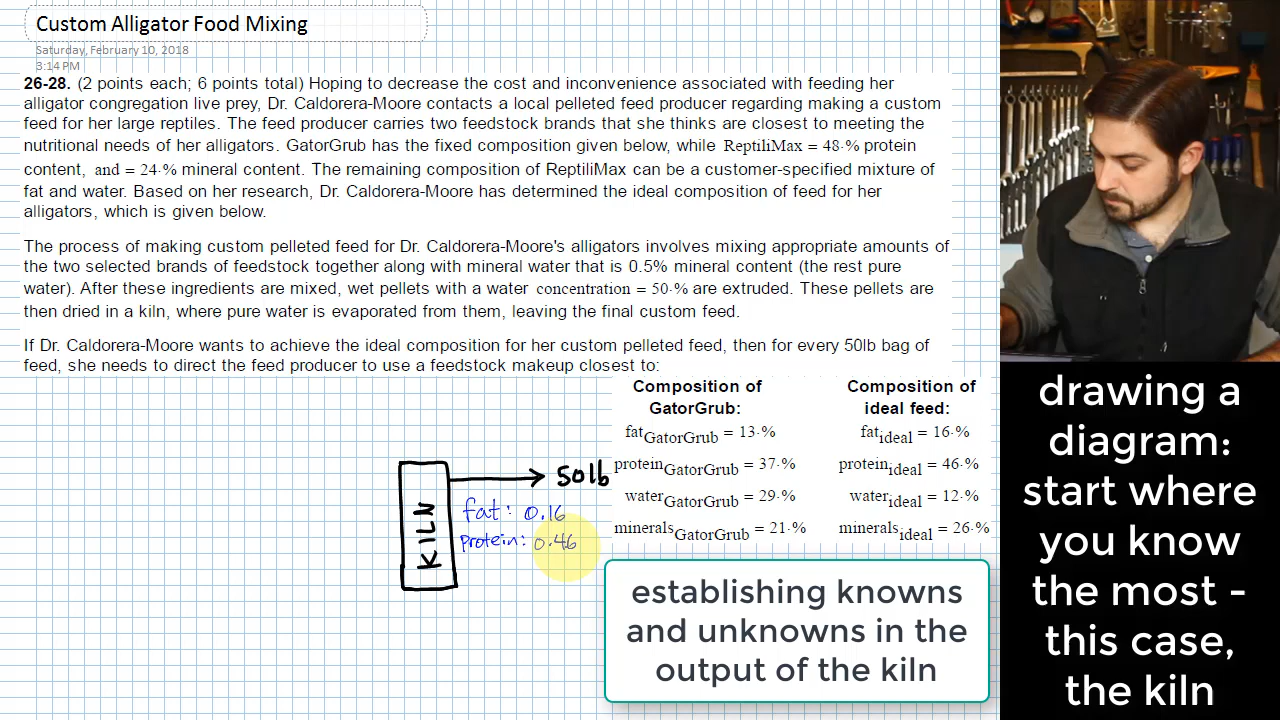 Custom Alligator Food Mixing
Saturday, February 10, 2018
3:14 PM
26-28. (2 points each; 6 points total) Hoping to decrease the cost and inconvenience associated with feeding her
alligator congregation live prey, Dr. Caldorera-Moore contacts a local pelleted feed producer regarding making a custom
feed for her large reptiles. The feed producer carries two feedstock brands that she thinks are closest to meeting the
nutritional needs of her alligators. GatorGrub has the fixed composition given below, while ReptiliMax = 48·% protein
content, and = 24·% mineral content. The remaining composition of ReptiliMax can be a customer-specified mixture of
fat and water. Based on her research, Dr. Caldorera-Moore has determined the ideal composition of feed for her
alligators, which is given below.
The process of making custom pelleted feed for Dr. Caldorera-Moore's alligators involves mixing appropriate amounts of
the two selected brands of feedstock together along with mineral water that is 0.5% mineral content (the rest pure
water). After these ingredients are mixed, wet pellets with a water concentration = 50·% are extruded. These pellets are
then dried in a kiln, where pure water is evaporated from them, leaving the final custom feed.
If Dr. Caldorera-Moore wants to achieve the ideal composition for her custom pelleted feed, then for every 50lb bag of
feed, she needs to direct the feed producer to use a feedstock makeup closest to:
Composition of
GatorGrub:
fatGatorGrub = 13·%
proteinGatorGrub = 37·%
waterGatorGrub = 29·%
mineralsGatorGrub = 21·%
Composition of
ideal feed:
fatideal = 16·%
proteinideal = 46·%
waterideal = 12·%
mineralsideal = 26·%
KILN
50lb
fat: 0.16
protein: 0.46
establishing knowns
and unknowns in the
output of the kiln
drawing a
diagram:
start where
you know
the most -
this case,
the kiln